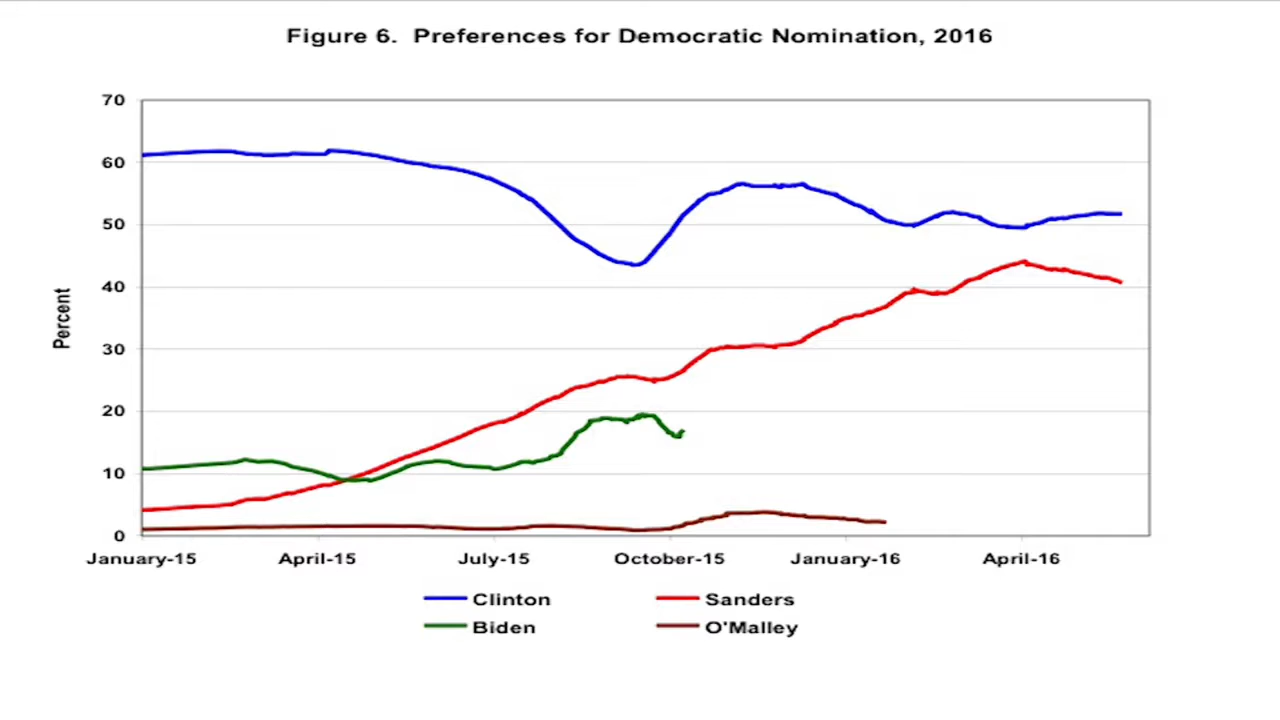 Figure 6. Preferences for Democratic Nomination, 2016
70
60
50
40
30
20
10
0
Percent
January-15 April-15 July-15 October-15 January-16 April-16
Clinton Sanders
Biden O'Malley